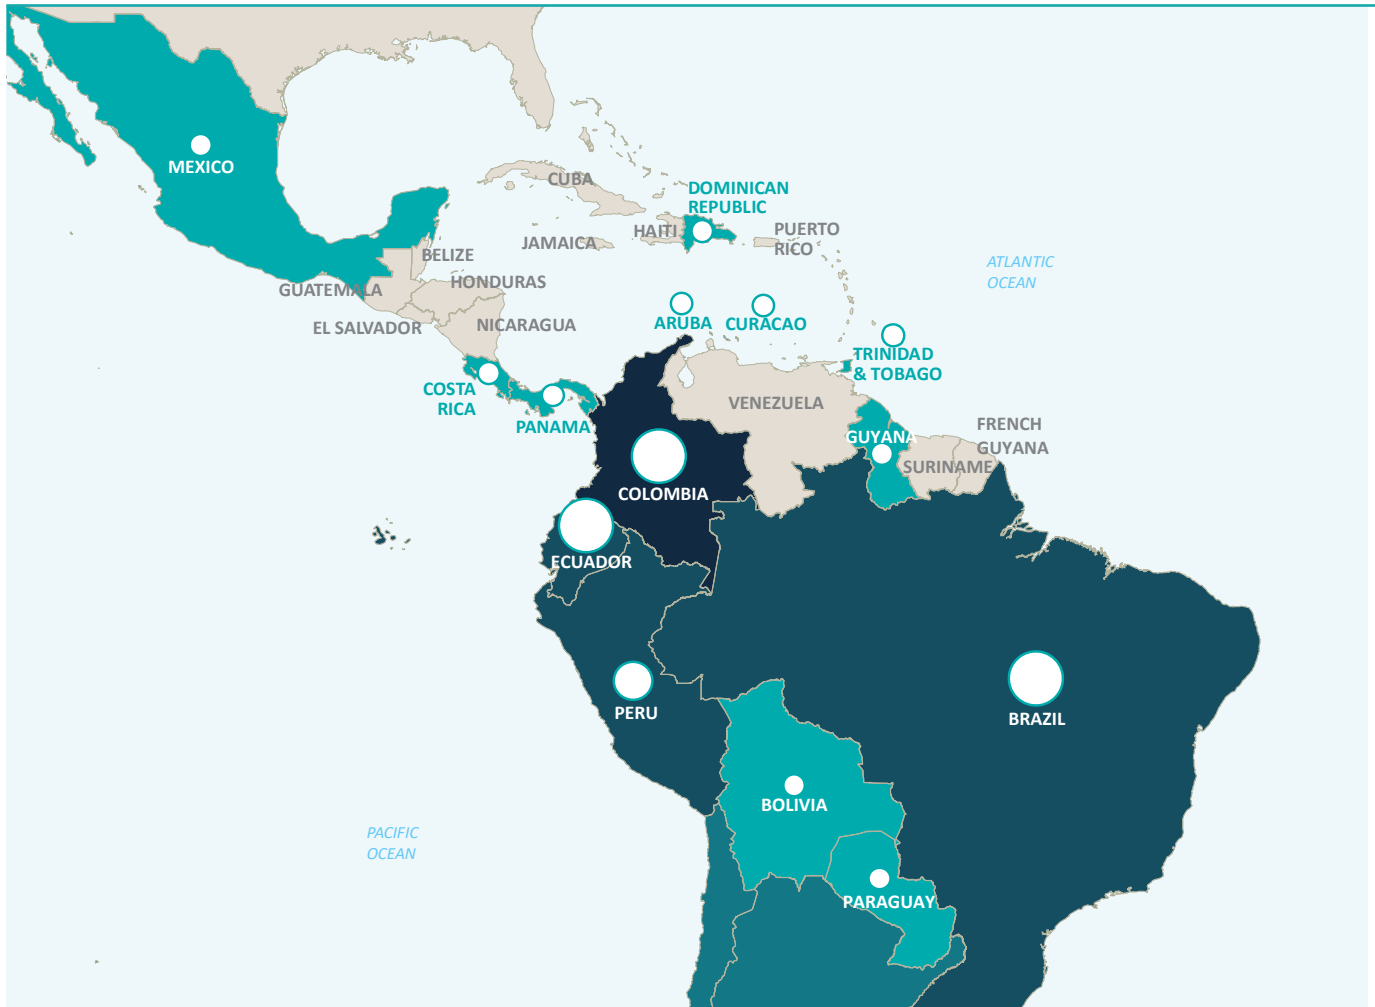 MEXICO
CUBA
DOMINICAN
REPUBLIC
HAITI
PUERTO
RICO
JAMAICA
BELIZE
ATLANTIC
OCEAN
HONDURAS
GUATEMALA
EL SALVADOR
NICARAGUA
ARUBA
CURACAO
TRINIDAD
& TOBAGO
COSTA
RICA
PANAMA
VENEZUELA
GUYANA
FRENCH
GUYANA
SURINAME
COLOMBIA
ECUADOR
PERU
BRAZIL
BOLIVIA
PACIFIC
OCEAN
PARAGUAY